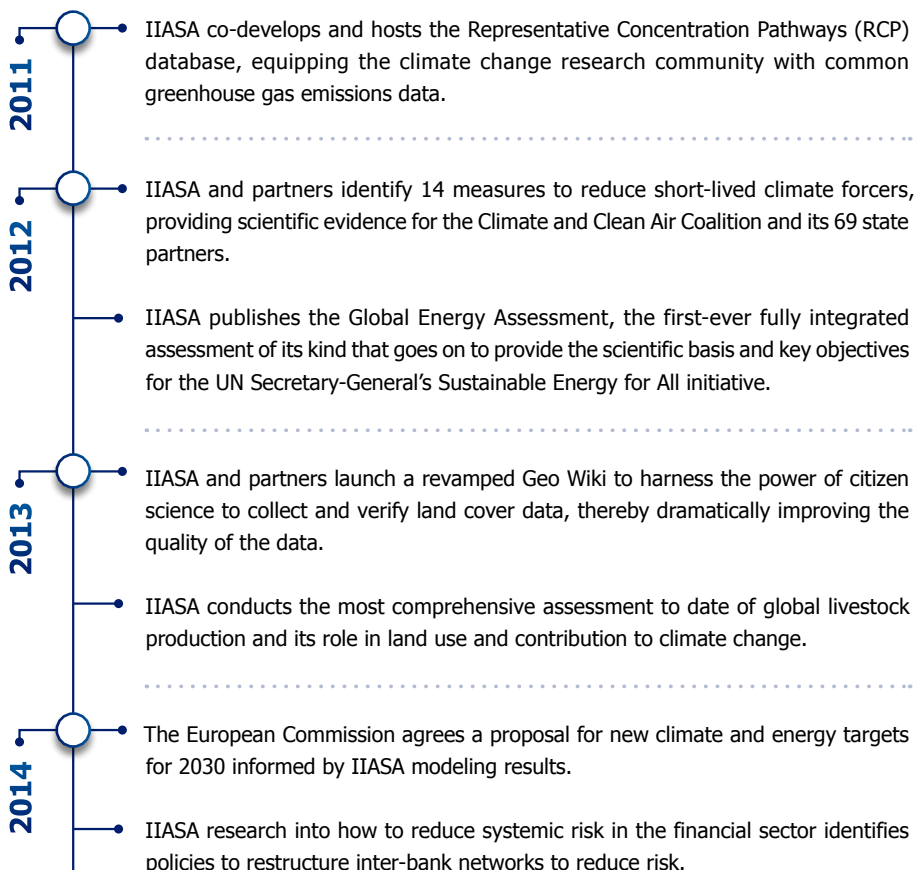 2011
IIASA co-develops and hosts the Representative Concentration Pathways (RCP)
database, equipping the climate change research community with common
greenhouse gas emissions data.
2012
IIASA and partners identify 14 measures to reduce short-lived climate forcers,
providing scientific evidence for the Climate and Clean Air Coalition and its 69 state
partners.
IIASA publishes the Global Energy Assessment, the first-ever fully integrated
assessment of its kind that goes on to provide the scientific basis and key objectives
for the UN Secretary-General’s Sustainable Energy for All initiative.
2013
IIASA and partners launch a revamped Geo Wiki to harness the power of citizen
science to collect and verify land cover data, thereby dramatically improving the
quality of the data.
IIASA conducts the most comprehensive assessment to date of global livestock
production and its role in land use and contribution to climate change.
2014
The European Commission agrees a proposal for new climate and energy targets
for 2030 informed by IIASA modeling results.
IIASA research into how to reduce systemic risk in the financial sector identifies
policies to restructure inter-bank networks to reduce risk.